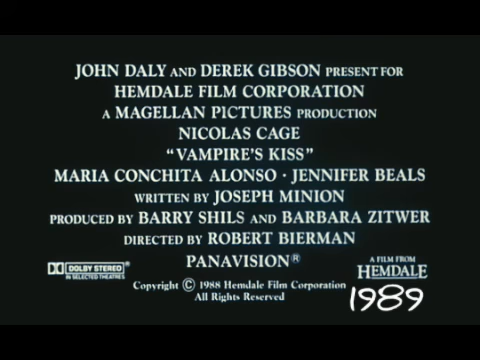 JOHN DALY AND DEREK GIBSON PRESENT FOR
HEMDALE FILM CORPORATION
A MAGELLAN PICTURES PRODUCTION
NICOLAS CAGE
“VAMPIRE'S KISS”
MARIA CONCHITA ALONSO · JENNIFER BEALS
WRITTEN BY JOSEPH MINION
PRODUCED BY BARRY SHILS AND BARBARA ZITWER
DIRECTED BY ROBERT BIERMAN
PANAVISION®
DOLBY STEREO®
IN SELECTED THEATRES
A FILM FROM
HEMDALE
Copyright © 1988 Hemdale Film Corporation
All Rights Reserved
1989